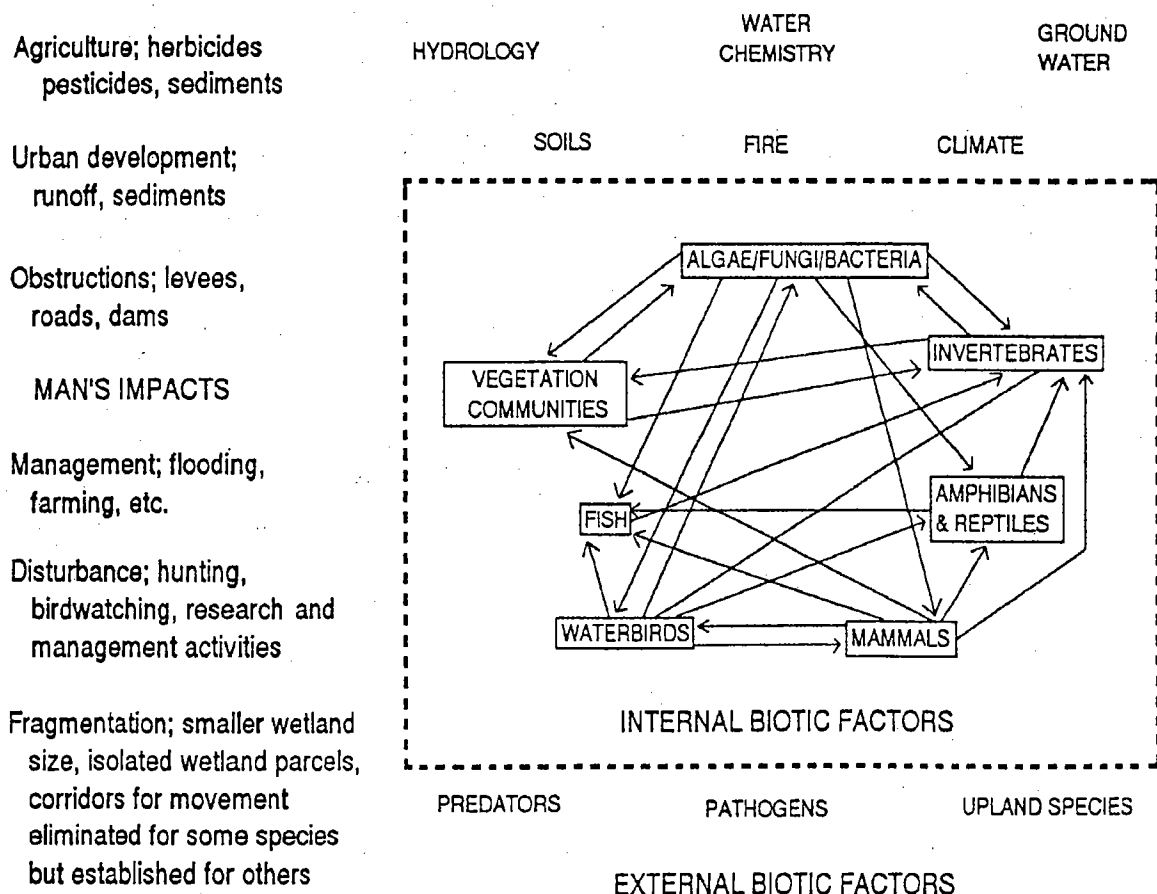 Agriculture; herbicides
pesticides, sediments
Urban development;
runoff, sediments
Obstructions; levees,
roads, dams
MAN'S IMPACTS
Management; flooding,
farming, etc.
Disturbance; hunting,
birdwatching, research and
management activities
Fragmentation; smaller wetland
size, isolated wetland parcels,
corridors for movement
eliminated for some species
but established for others
HYDROLOGY
WATER
CHEMISTRY
GROUND
WATER
SOILS
FIRE
CLIMATE
ALGAE/FUNGI/BACTERIA
INVERTEBRATES
VEGETATION
COMMUNITIES
FISH
AMPHIBIANS
& REPTILES
WATERBIRDS
MAMMALS
INTERNAL BIOTIC FACTORS
PREDATORS
PATHOGENS
UPLAND SPECIES
EXTERNAL BIOTIC FACTORS